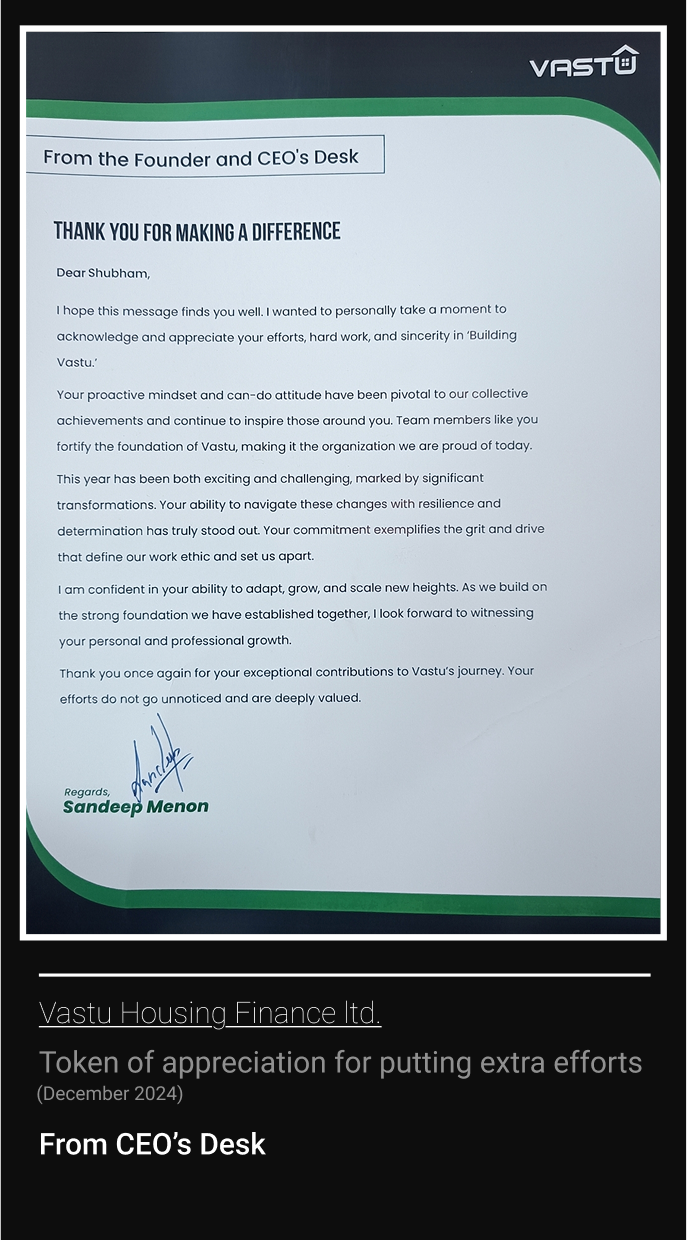 VASTU
From the Founder and CEO's Desk
THANK YOU FOR MAKING A DIFFERENCE
Dear Shubham,
I hope this message finds you well. I wanted to personally take a moment to
acknowledge and appreciate your efforts, hard work, and sincerity in ‘Building
Vastu.’
Your proactive mindset and can-do attitude have been pivotal to our collective
achievements and continue to inspire those around you. Team members like you
fortify the foundation of Vastu, making it the organization we are proud of today.
This year has been both exciting and challenging, marked by significant
transformations. Your ability to navigate these changes with resilience and
determination has truly stood out. Your commitment exemplifies the grit and drive
that define our work ethic and set us apart.
I am confident in your ability to adapt, grow, and scale new heights. As we build on
the strong foundation we have established together, I look forward to witnessing
your personal and professional growth.
Thank you once again for your exceptional contributions to Vastu’s journey. Your
efforts do not go unnoticed and are deeply valued.
Sandeep
Regards,
Sandeep Menon
Vastu Housing Finance ltd.
Token of appreciation for putting extra efforts
(December 2024)
From CEO’s Desk